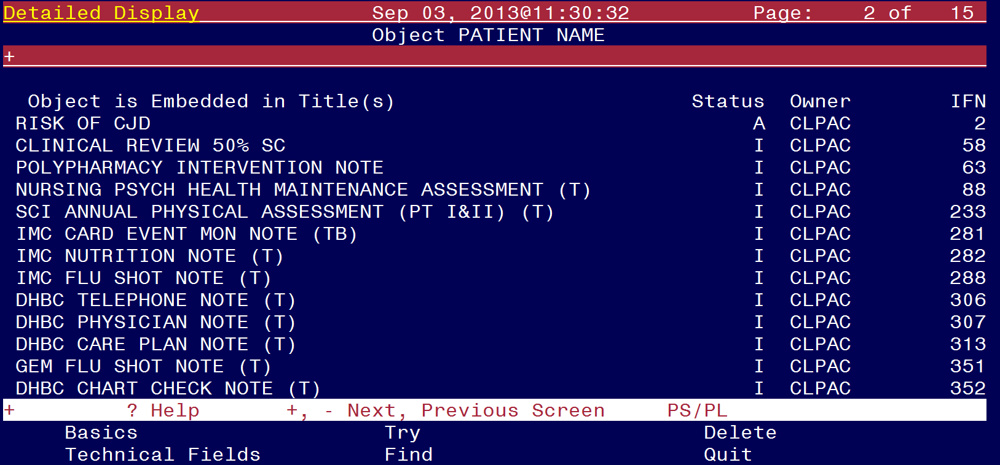 Detailed Display Sep 03, 2013@11:30:32 Page: 2 of 15
Object PATIENT NAME
+
Object is Embedded in Title(s) Status Owner IFN
RISK OF CJD A CLPAC 2
CLINICAL REVIEW 50% SC I CLPAC 58
POLYPHARMACY INTERVENTION NOTE I CLPAC 63
NURSING PSYCH HEALTH MAINTENANCE ASSESSMENT (T) I CLPAC 88
SCI ANNUAL PHYSICAL ASSESSMENT (PT I&II) (T) I CLPAC 233
IMC CARD EVENT MON NOTE (TB) I CLPAC 281
IMC NUTRITION NOTE (T) I CLPAC 282
IMC FLU SHOT NOTE (T) I CLPAC 288
DHBC TELEPHONE NOTE (T) I CLPAC 306
DHBC PHYSICIAN NOTE (T) I CLPAC 307
DHBC CARE PLAN NOTE (T) I CLPAC 313
GEM FLU SHOT NOTE (T) I CLPAC 351
DHBC CHART CHECK NOTE (T) I CLPAC 352
+ ? Help +, - Next, Previous Screen PS/PL
Basics Try Delete
Technical Fields Find Quit